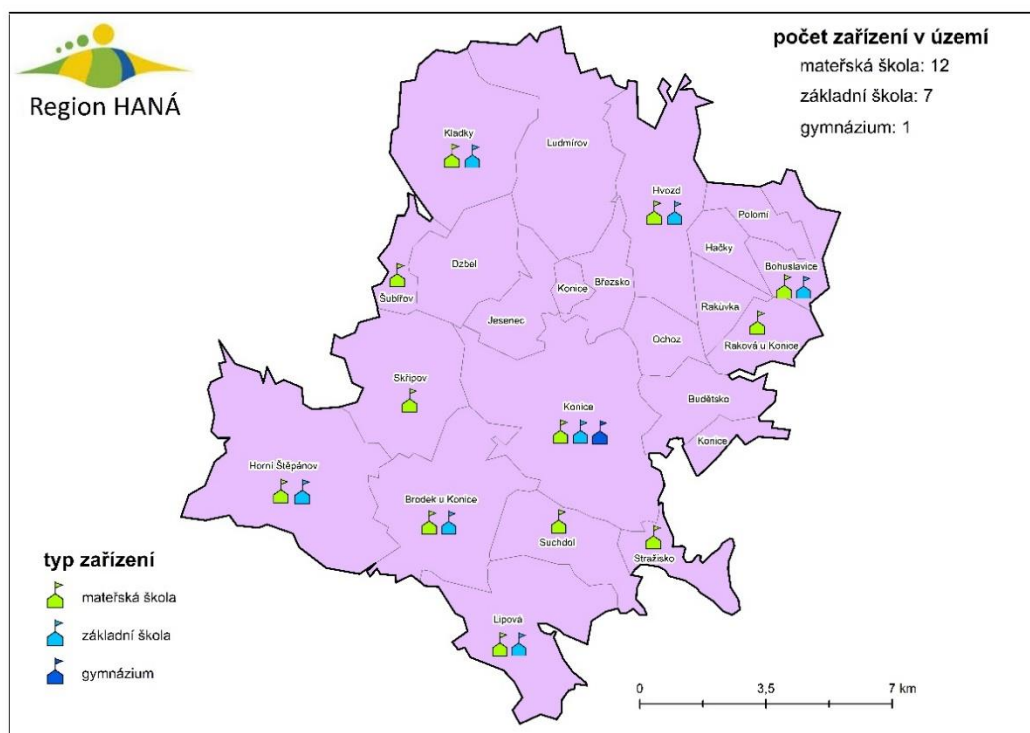 Region HANÁ
počet zařízení v území
mateřská škola: 12
základní škola: 7
gymnázium: 1
Kladky
Ludmírov
Hvozd
Polomí
Hačky
Bohuslavice
Dzbel
Šubířov
Konice
Březsko
Rakůvka
Jesenec
Ochoz
Raková u Konice
Skřípov
Budětsko
Konice
Konice
Horní Štěpánov
Brodek u Konice
Suchdol
Stražisko
Lipová
typ zařízení
mateřská škola
základní škola
gymnázium
0 3,5 7 km